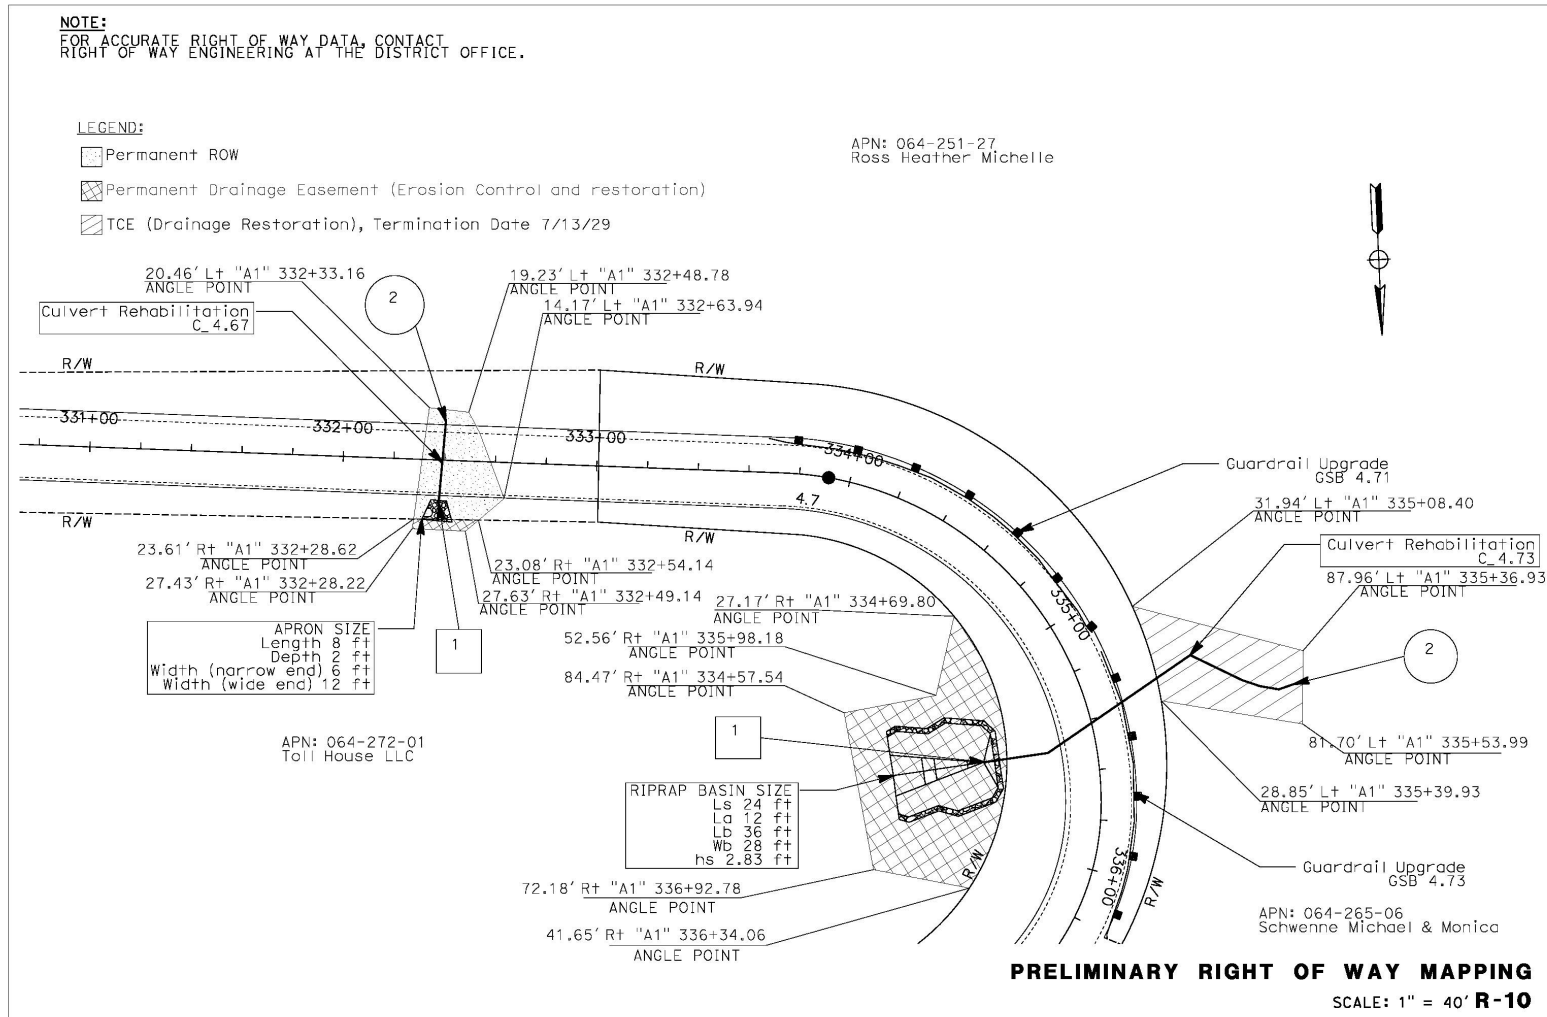 NOTE:
FOR ACCURATE RIGHT OF WAY DATA, CONTACT
RIGHT OF WAY ENGINEERING AT THE DISTRICT OFFICE.
LEGEND:
Permanent ROW
Permanent Drainage Easement (Erosion Control and restoration)
TCE (Drainage Restoration), Termination Date 7/13/29
APN: 064-251-27
Ross Heather Michelle
20.46' Lt "A1" 332+33.16
ANGLE POINT
2
19.23' Lt "A1" 332+48.78
ANGLE POINT
14.17' Lt "A1" 332+63.94
ANGLE POINT
Culvert Rehabilitation
C_4.67
R/W
R/W
331+00
332+00
333+00
334+00
4.7
Guardrail Upgrade
GSB 4.71
31.94' Lt "A1" 335+08.40
ANGLE POINT
Culvert Rehabilitation
C_4.73
87.96' Lt "A1" 335+36.93
ANGLE POINT
R/W
R/W
23.61' Rt "A1" 332+28.62
ANGLE POINT
27.43' Rt "A1" 332+28.22
ANGLE POINT
23.08' Rt "A1" 332+54.14
ANGLE POINT
27.63' Rt "A1" 332+49.14
ANGLE POINT
27.17' Rt "A1" 334+69.80
ANGLE POINT
335+00
APRON SIZE
Length 8 ft
Depth 2 ft
Width (narrow end) 6 ft
Width (wide end) 12 ft
1
52.56' Rt "A1" 335+98.18
ANGLE POINT
84.47' Rt "A1" 334+57.54
ANGLE POINT
2
1
APN: 064-272-01
Toll House LLC
81.70' Lt "A1" 335+53.99
ANGLE POINT
28.85' Lt "A1" 335+39.93
ANGLE POINT
RIPRAP BASIN SIZE
Ls 24 ft
La 12 ft
Lb 36 ft
Wb 28 ft
hs 2.83 ft
R/W
336+00
R/W
Guardrail Upgrade
GSB 4.73
72.18' Rt "A1" 336+92.78
ANGLE POINT
41.65' Rt "A1" 336+34.06
ANGLE POINT
APN: 064-265-06
Schwenne Michael & Monica
PRELIMINARY RIGHT OF WAY MAPPING
SCALE: 1" = 40' R-10